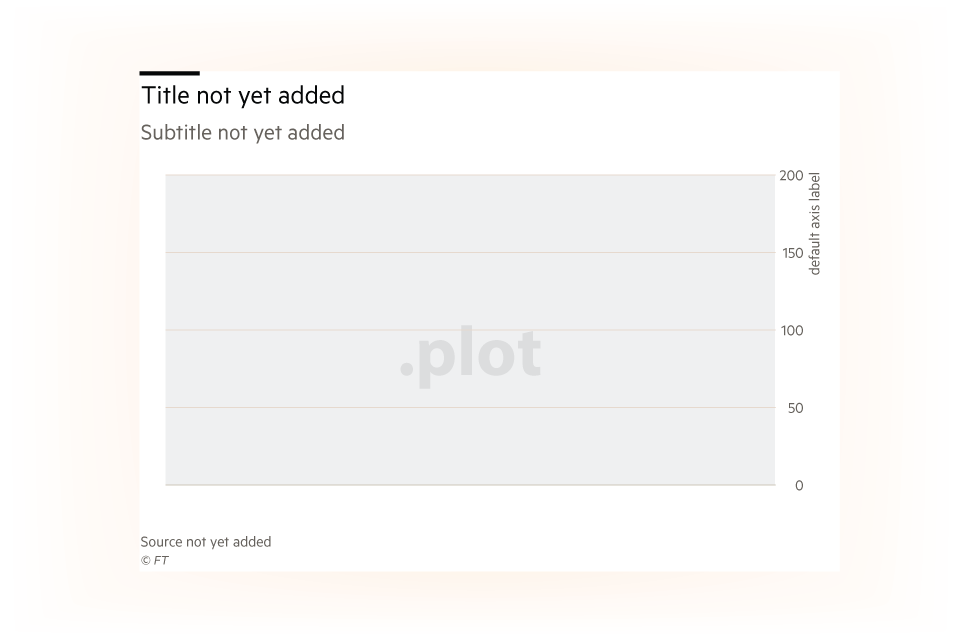 Title not yet added
Subtitle not yet added
200
default axis label
150
.plot
100
50
0
Source not yet added
© FT